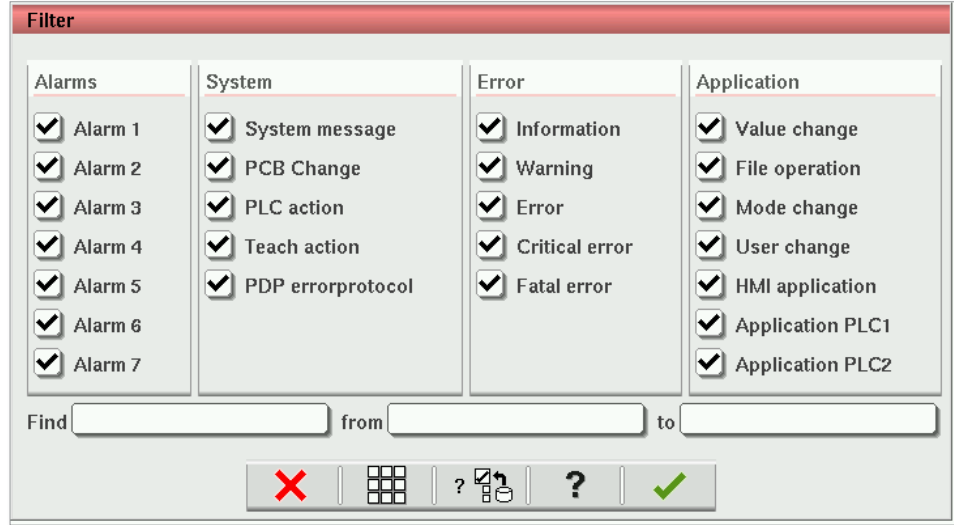 Filter
Alarms
Alarm 1
Alarm 2
Alarm 3
Alarm 4
Alarm 5
Alarm 6
Alarm 7
System
System message
PCB Change
PLC action
Teach action
PDP errorprotocol
Error
Information
Warning
Error
Critical error
Fatal error
Application
Value change
File operation
Mode change
User change
HMI application
Application PLC1
Application PLC2
Find from to
? ?